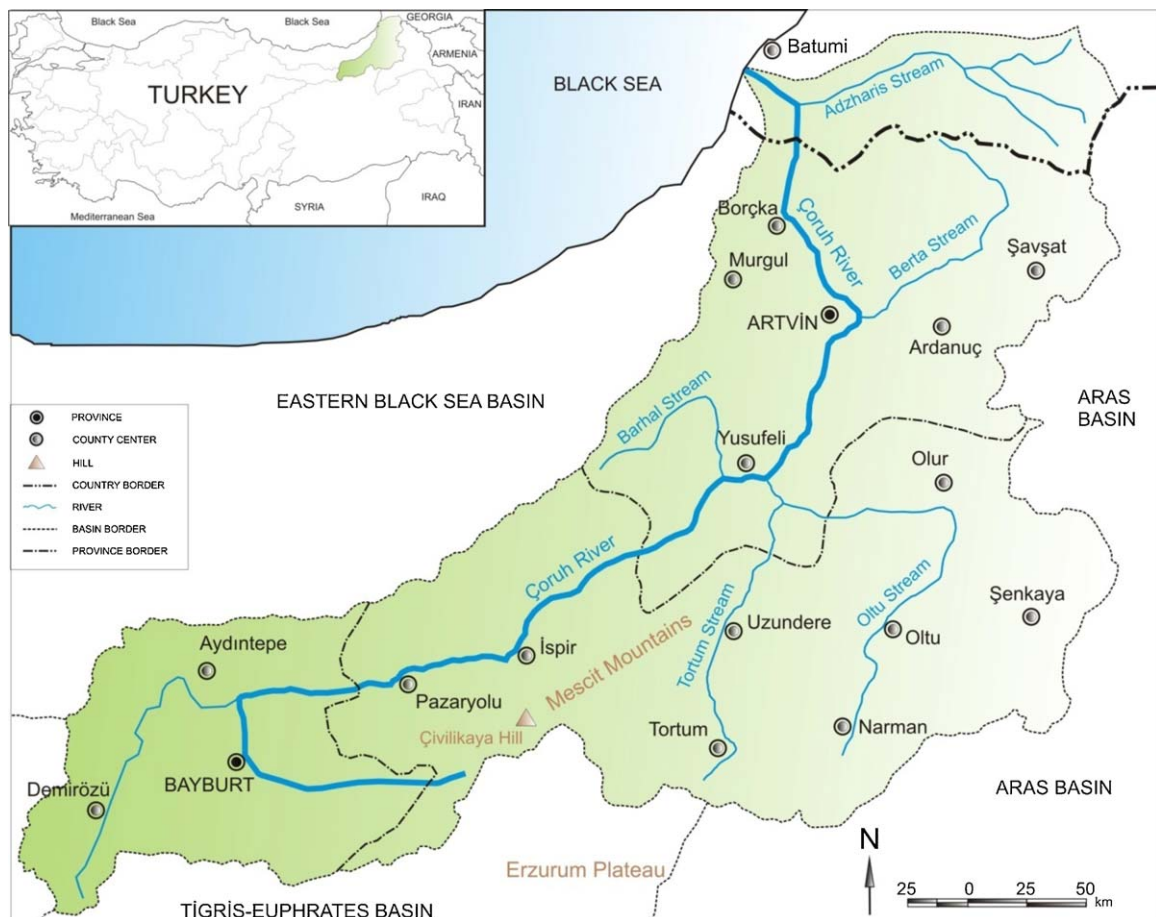 Black Sea
Black Sea
GEORGIA
ARMENIA
TURKEY
IRAN
IRAQ
SYRIA
Mediterranean Sea
BLACK SEA
Batumi
Adzharis Stream
Borçka
Çoruh River
Murgul
Berta Stream
Şavşat
ARTVİN
Ardanuç
EASTERN BLACK SEA BASIN
Barhal Stream
ARAS
BASIN
Yusufeli
Olur
PROVINCE
COUNTY CENTER
HILL
COUNTRY BORDER
RIVER
BASIN BORDER
PROVINCE BORDER
Çoruh River
Şenkaya
Aydıntepe
İspir
Mescit Mountains
Tortum Stream
Uzundere
Oltu Stream
Oltu
Pazaryolu
Çivilikaya Hill
Tortum
Narman
Demirözü
BAYBURT
ARAS BASIN
Erzurum Plateau
N
TİGRİS-EUPHRATES BASIN
25 0 25 50
km